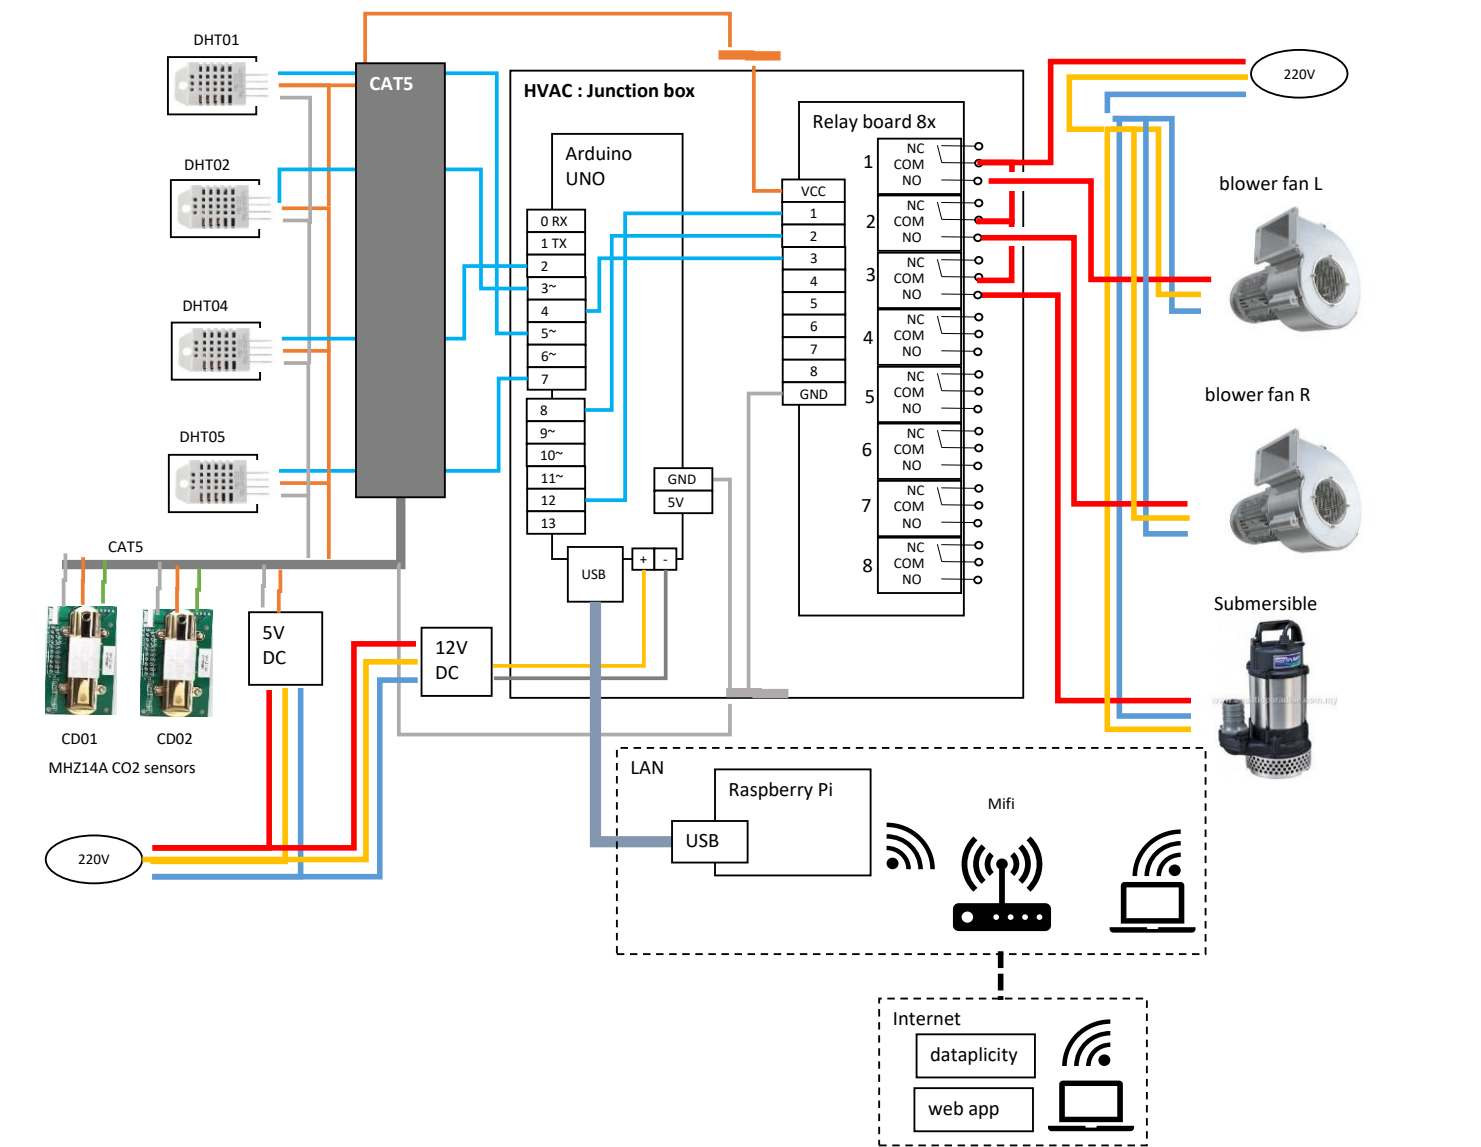 DHT01
DHT02
DHT04
DHT05
CAT5
CAT5
CD01
CD02
MHZ14A CO2 sensors
5V
DC
12V
DC
220V
HVAC : Junction box
Arduino
UNO
0 RX
1 TX
2
3~
4
5~
6~
7
8
9~
10~
11~
12
13
GND
5V
USB
+
-
Relay board 8x
VCC
1
2
3
4
5
6
7
8
GND
1
NC
COM
NO
2
NC
COM
NO
3
NC
COM
NO
4
NC
COM
NO
5
NC
COM
NO
6
NC
COM
NO
7
NC
COM
NO
8
NC
COM
NO
220V
blower fan L
blower fan R
Submersible
LAN
Raspberry Pi
USB
Mifi
Internet
dataplicity
web app